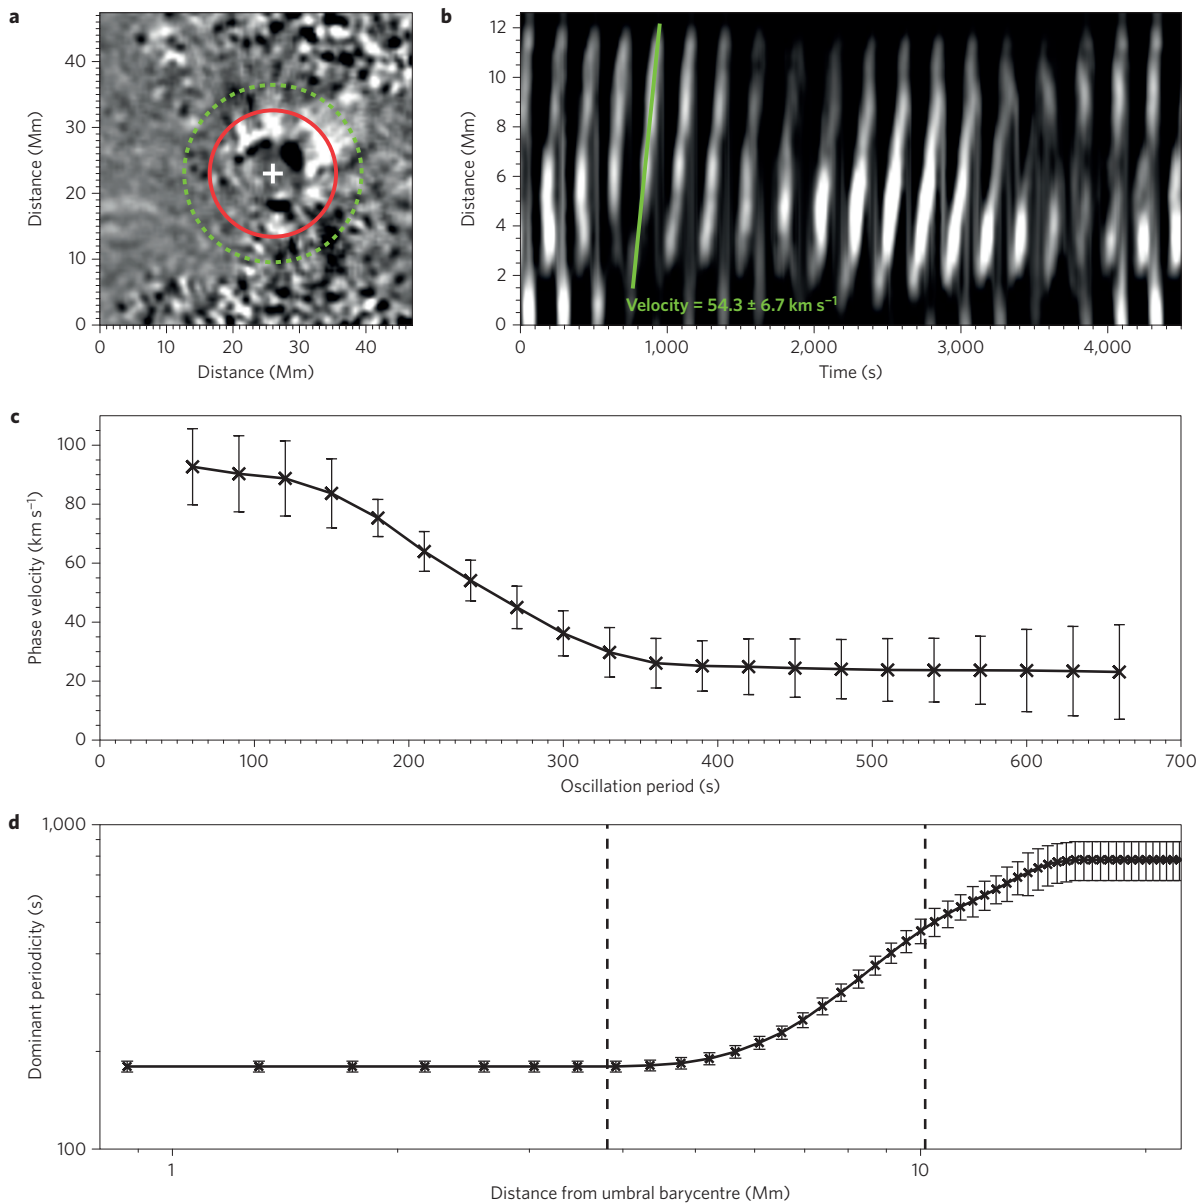 a
40
30
20
10
0
Distance (Mm)
0 10 20 30 40
Distance (Mm)
b
12
10
8
6
4
2
0
Distance (Mm)
Velocity = 54.3 ± 6.7 km s⁻¹
0 1,000 2,000 3,000 4,000
Time (s)
c
100
80
60
40
20
0
Phase velocity (km s⁻¹)
0 100 200 300 400 500 600 700
Oscillation period (s)
d
1,000
100
Dominant periodicity (s)
1 10
Distance from umbral barycentre (Mm)